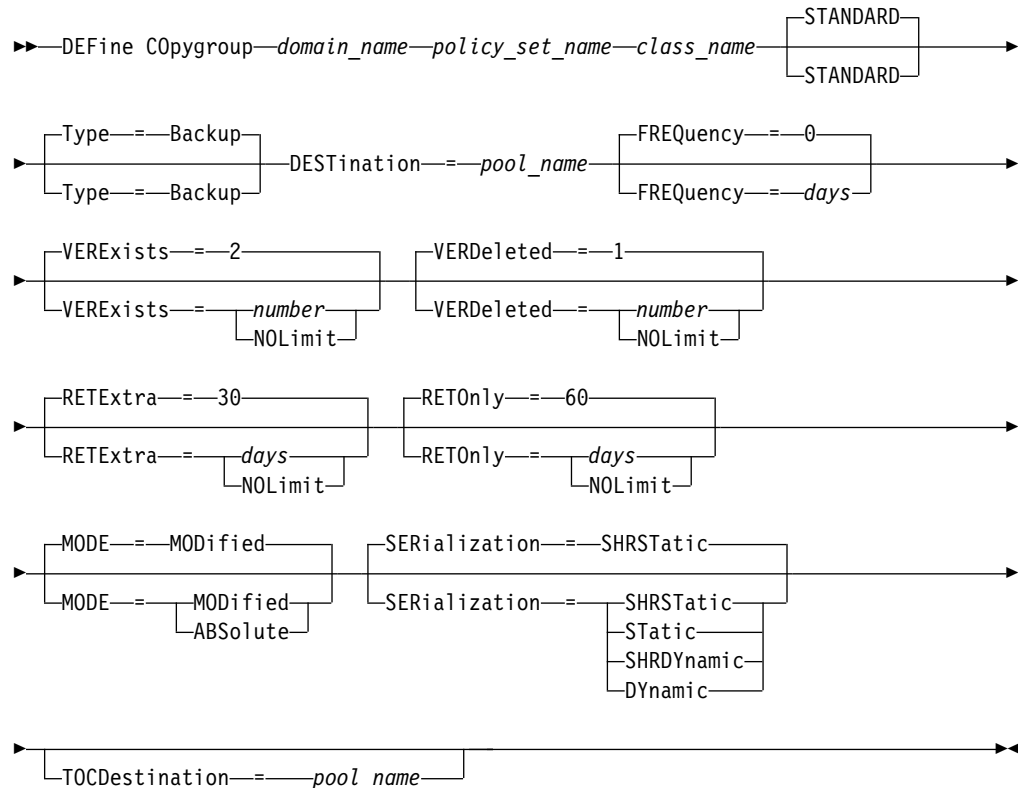 STANDARD
DEFine COpygroup domain_name policy_set_name class_name
STANDARD
Type = Backup
FREQuency = 0
DESTination = pool_name
Type = Backup
FREQuency = days
VERExists = 2
VERDeleted = 1
VERExists = number
VERDeleted = number
NOLimit
NOLimit
RETExtra = 30
RETOnly = 60
RETExtra = days
RETOnly = days
NOLimit
NOLimit
MODE = MODified
SERialization = SHRSTatic
MODE = MODified
SERialization = SHRSTatic
ABSolute
STatic
SHRDYnamic
DYnamic
TOCDestination = pool_name